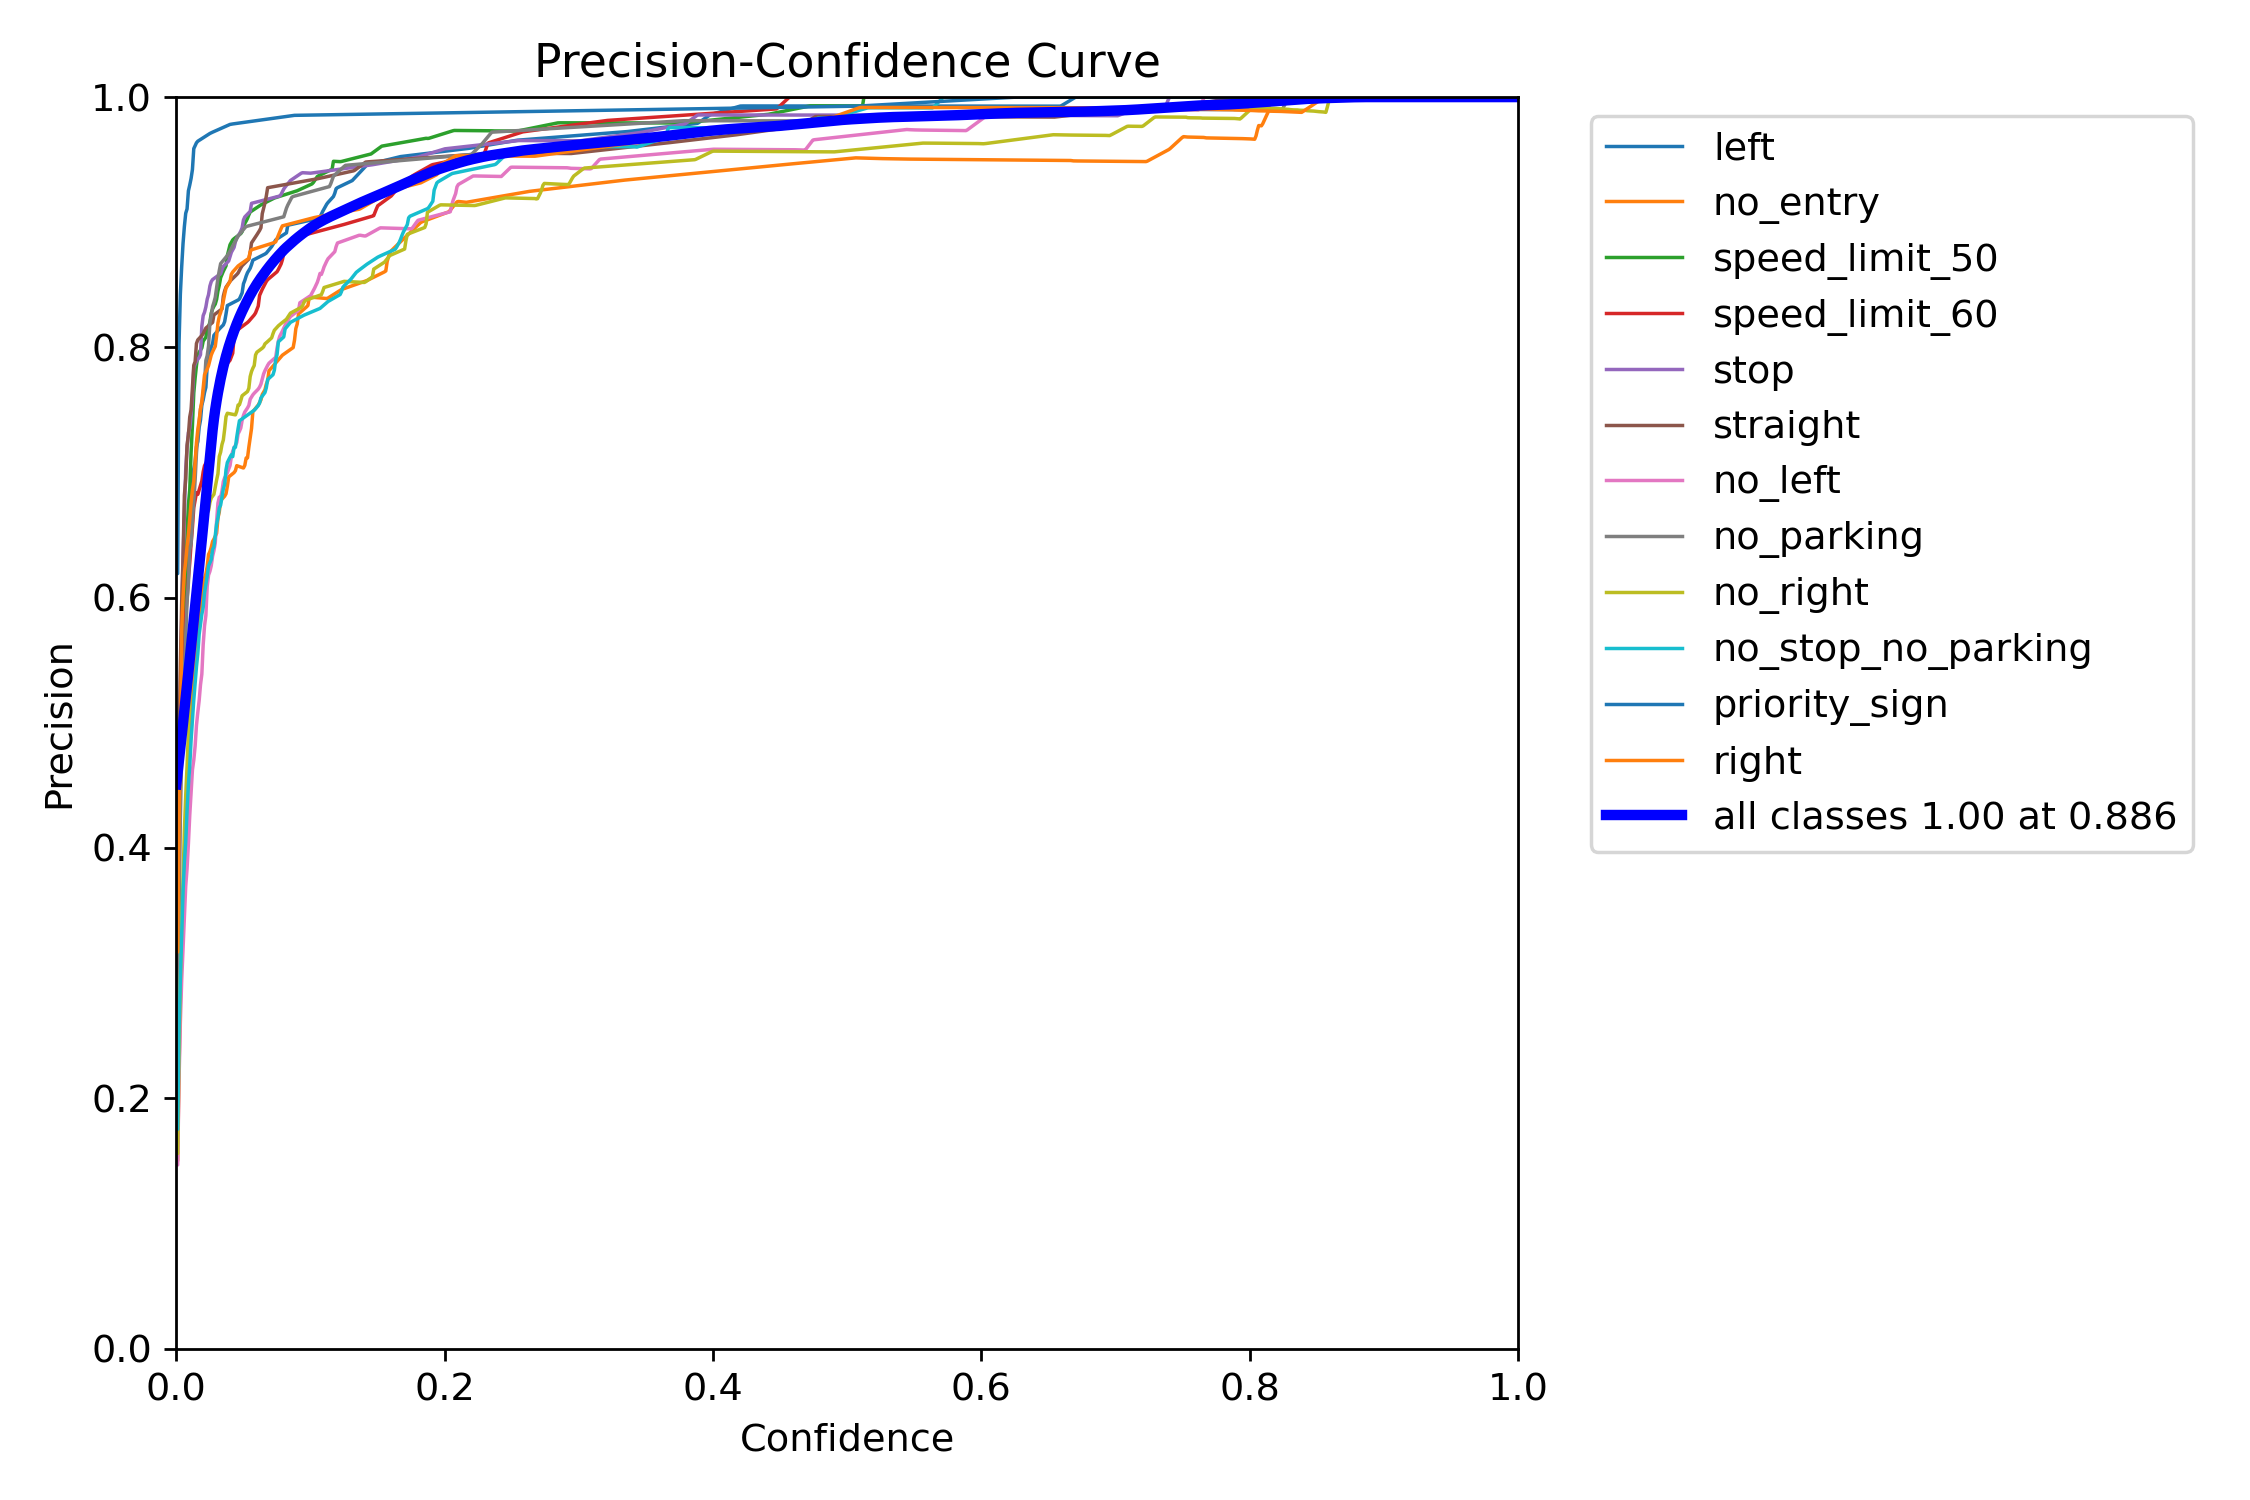 Precision-Confidence Curve
1.0
0.8
0.6
0.4
0.2
0.0
Precision
0.0 0.2 0.4 0.6 0.8 1.0
Confidence
left
no_entry
speed_limit_50
speed_limit_60
stop
straight
no_left
no_parking
no_right
no_stop_no_parking
priority_sign
right
all classes 1.00 at 0.886